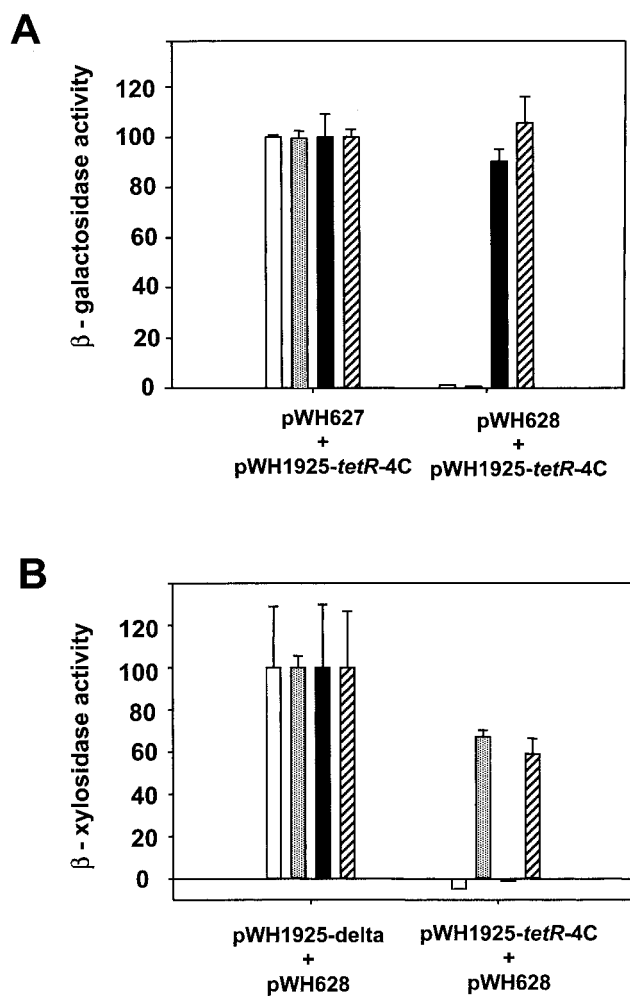 A
β - galactosidase activity
120
100
80
60
40
20
0
pWH627
+
pWH1925-tetR-4C
pWH628
+
pWH1925-tetR-4C
B
β - xylosidase activity
120
100
80
60
40
20
0
pWH1925-delta
+
pWH628
pWH1925-tetR-4C
+
pWH628